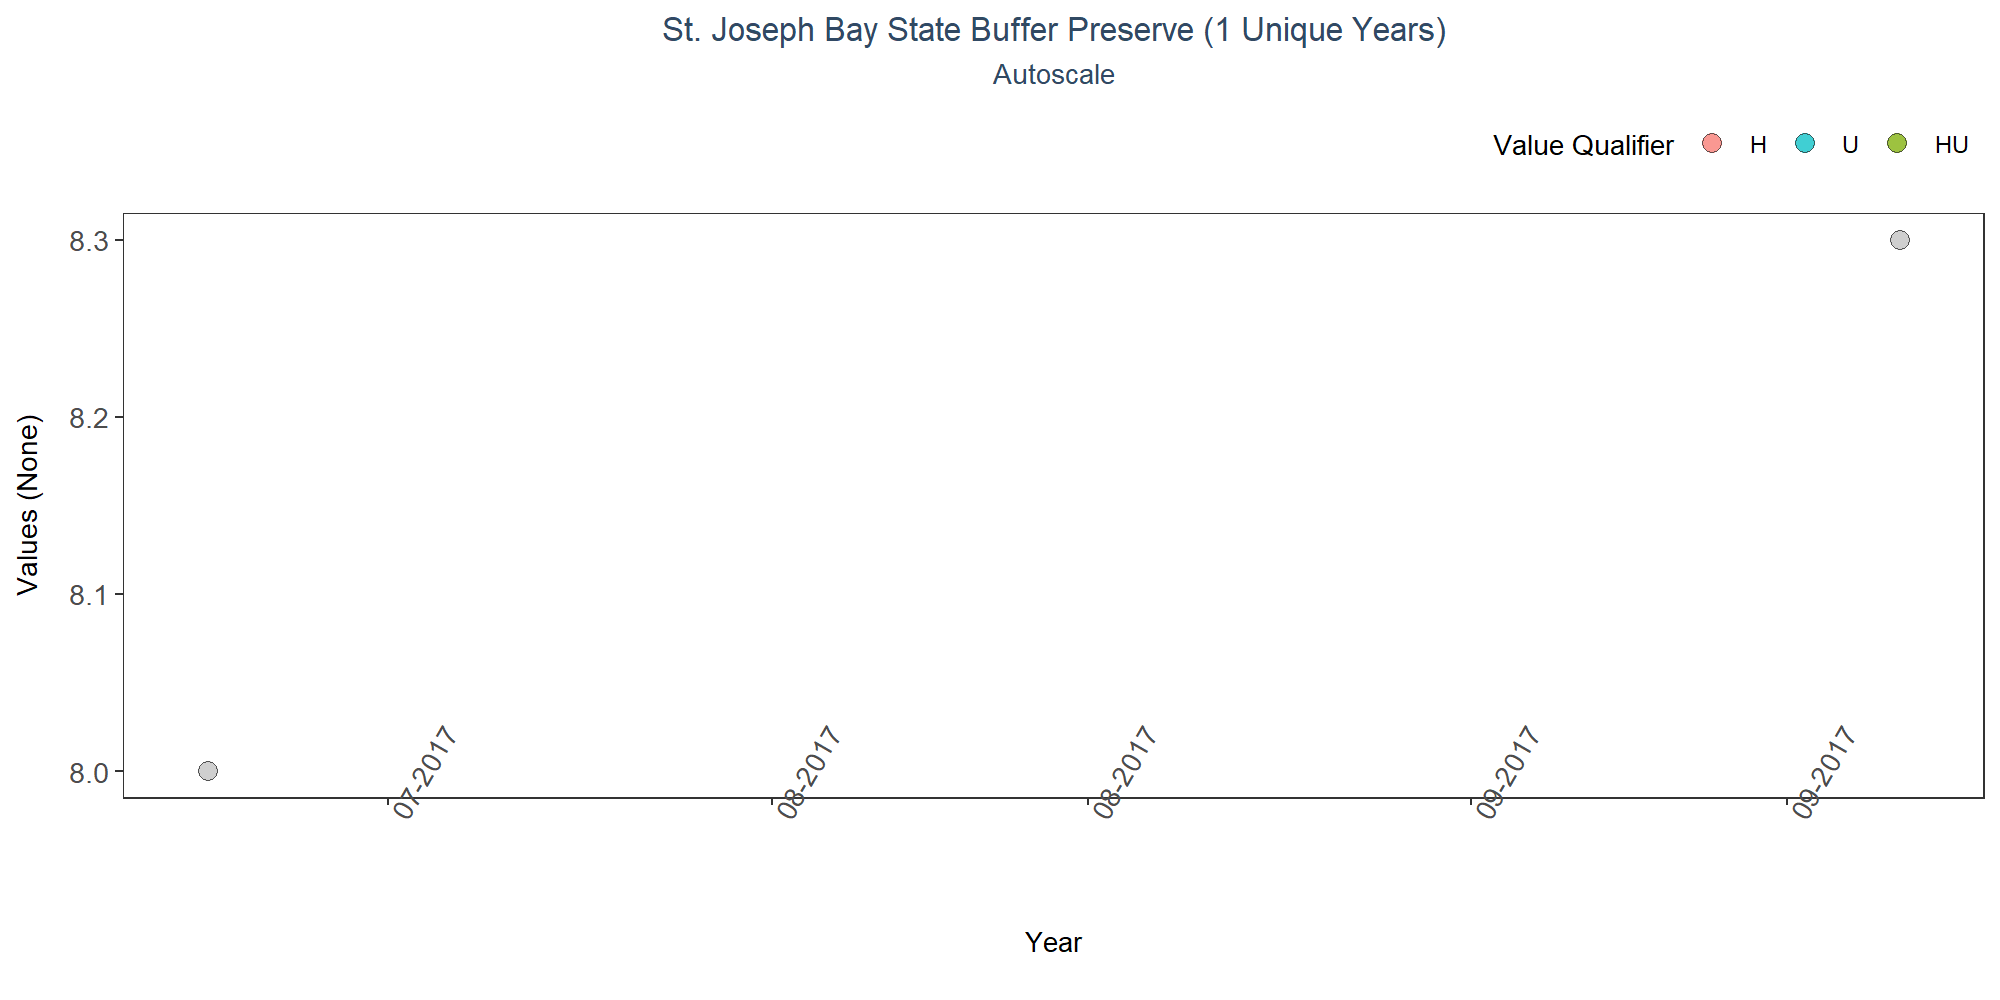 St. Joseph Bay State Buffer Preserve (1 Unique Years)
Autoscale
Value Qualifier H U HU
8.3
8.2
8.1
8.0
Values (None)
07-2017
08-2017
08-2017
09-2017
09-2017
Year